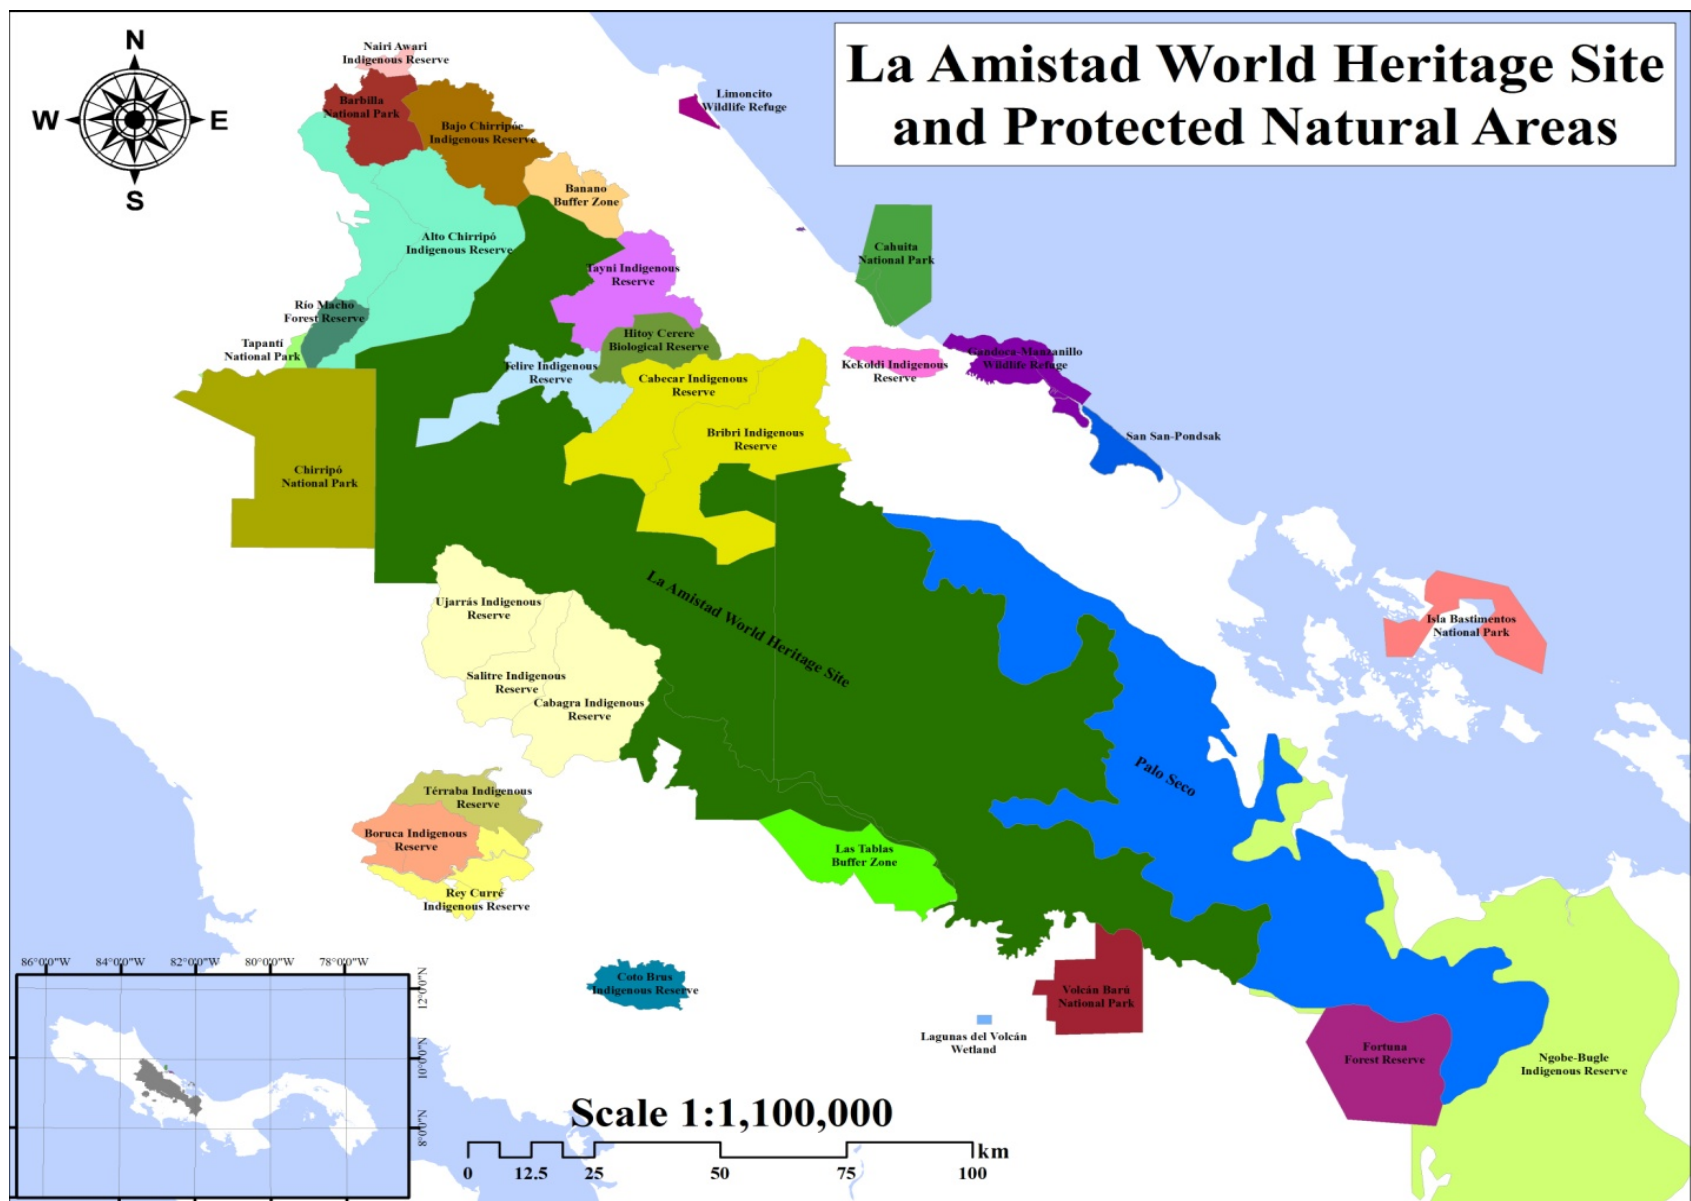 La Amistad World Heritage Site
and Protected Natural Areas
N
W
E
S
Nairi Awari
Indigenous Reserve
Barbilla
National Park
Bajo Chirripóe
Indigenous Reserve
Limoncito
Wildlife Refuge
Banano
Buffer Zone
Alto Chirripó
Indigenous Reserve
Cahuita
National Park
Tayni Indigenous
Reserve
Río Macho
Forest Reserve
Tapantí
National Park
Hitoy Cerere
Biological Reserve
Telire Indigenous
Reserve
Cabecar Indigenous
Reserve
Kekoldi Indigenous
Reserve
Gandoca-Manzanillo
Wildlife Refuge
Bribri Indigenous
Reserve
San San-Pondsak
Chirripó
National Park
La Amistad World Heritage Site
Ujarrás Indigenous
Reserve
Isla Bastimentos
National Park
Salitre Indigenous
Reserve
Cabagra Indigenous
Reserve
Palo Seco
Térraba Indigenous
Reserve
Boruca Indigenous
Reserve
Rey Curré
Indigenous Reserve
Las Tablas
Buffer Zone
Coto Brus
Indigenous Reserve
Volcán Barú
National Park
Lagunas del Volcán
Wetland
Fortuna
Forest Reserve
Ngobe-Bugle
Indigenous Reserve
86°0'0"W
84°0'0"W
82°0'0"W
80°0'0"W
78°0'0"W
12°0'0"N
10°0'0"N
8°0'0"N
Scale 1:1,100,000
km
0 12.5 25 50 75 100